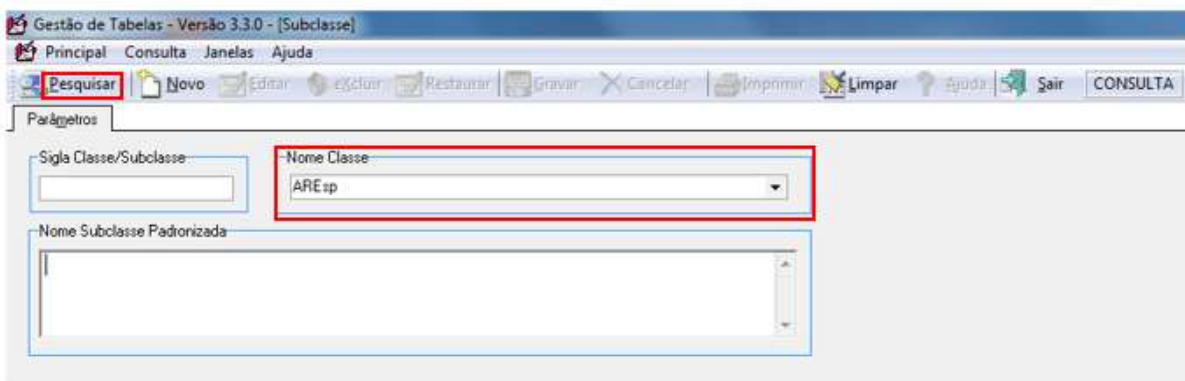 Gestão de Tabelas - Versão 3.3.0 - [Subclasse]
Principal Consulta Janelas Ajuda
Pesquisar Novo Editar eXcluir Restaurar Gravar Cancelar Imprimir Limpar Ajuda Sair CONSULTA
Parâmetros
Sigla Classe/Subclasse Nome Classe
AREsp
Nome Subclasse Padronizada